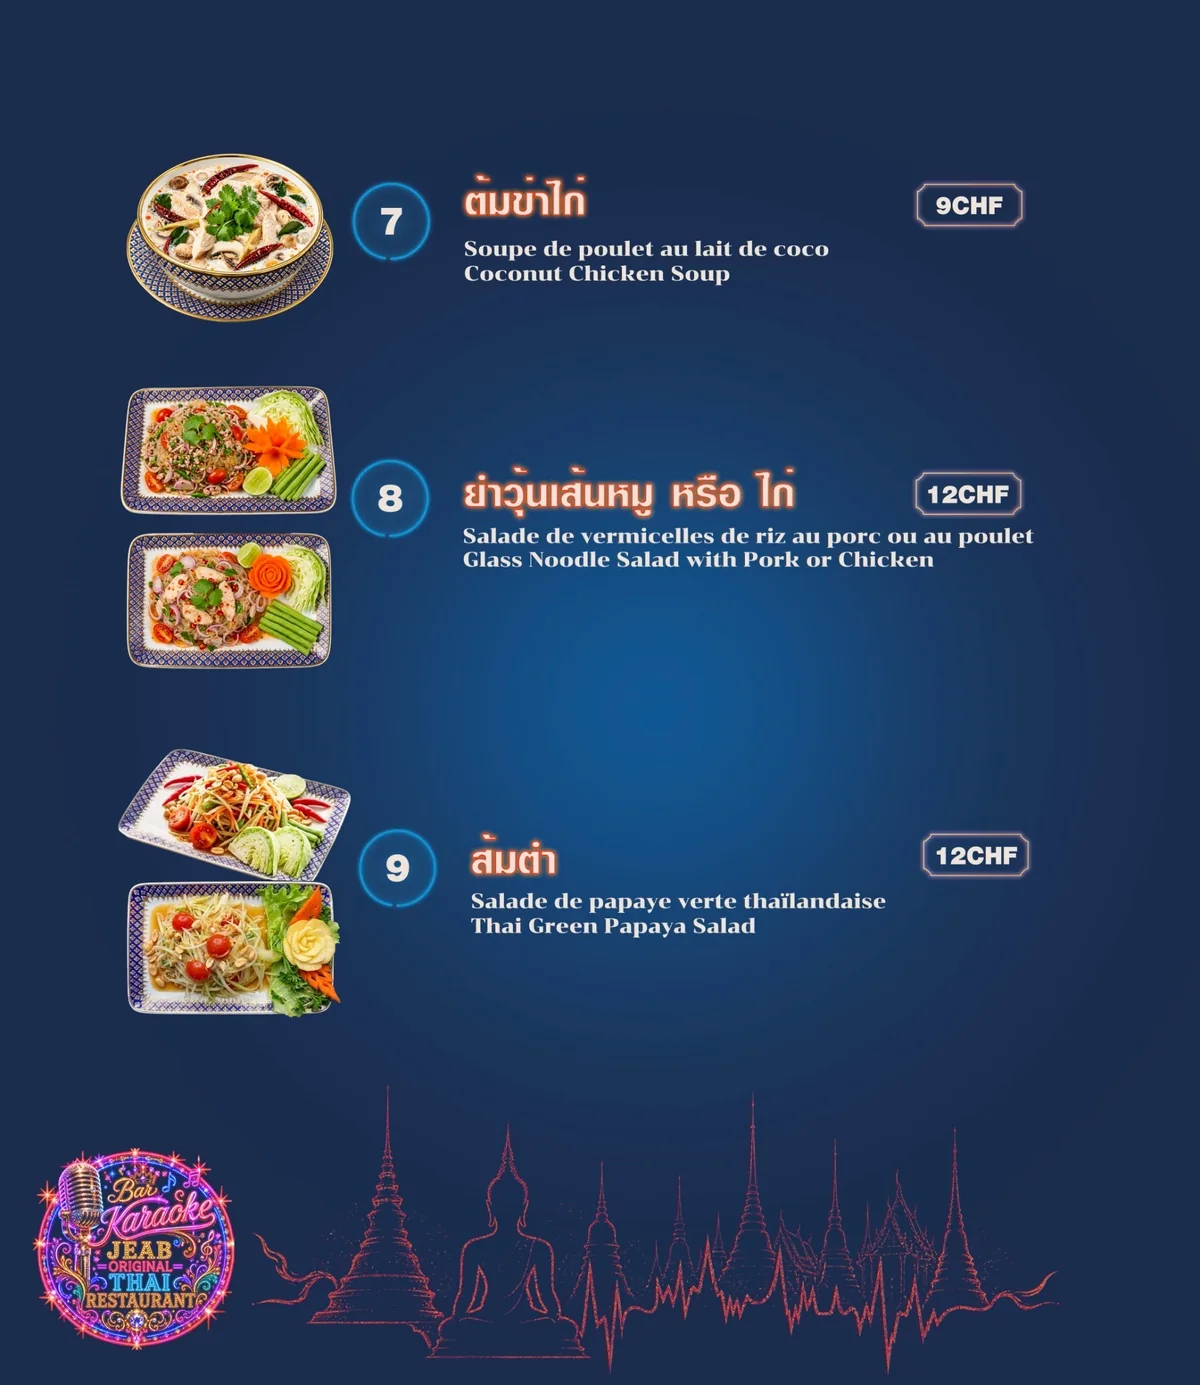 7
ต้มข่าไก่
9CHF
Soupe de poulet au lait de coco
Coconut Chicken Soup
8
ยำวุ้นเส้นหมู หรือ ไก่
12CHF
Salade de vermicelles de riz au porc ou au poulet
Glass Noodle Salad with Pork or Chicken
9
ส้มตำ
12CHF
Salade de papaye verte thaïlandaise
Thai Green Papaya Salad
Bar
Karaoke
JEAB
ORIGINAL
THAI
RESTAURANT